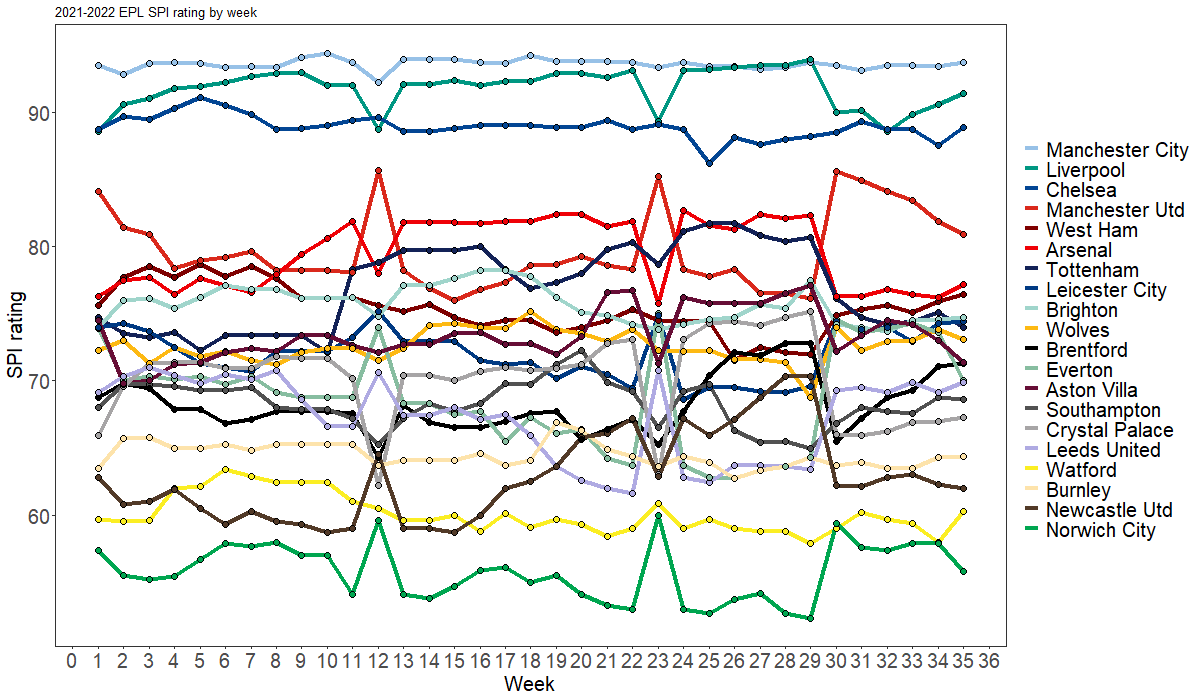 2021-2022 EPL SPI rating by week
SPI rating
90
80
70
60
0 1 2 3 4 5 6 7 8 9 10 11 12 13 14 15 16 17 18 19 20 21 22 23 24 25 26 27 28 29 30 31 32 33 34 35 36
Week
Manchester City
Liverpool
Chelsea
Manchester Utd
West Ham
Arsenal
Tottenham
Leicester City
Brighton
Wolves
Brentford
Everton
Aston Villa
Southampton
Crystal Palace
Leeds United
Watford
Burnley
Newcastle Utd
Norwich City